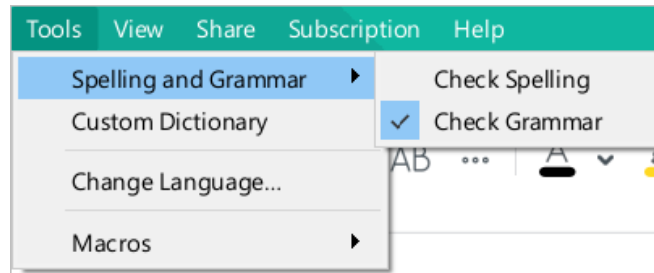 Tools View Share Subscription Help
Spelling and Grammar
Check Spelling
Custom Dictionary
Check Grammar
AB ... A
Change Language...
Macros